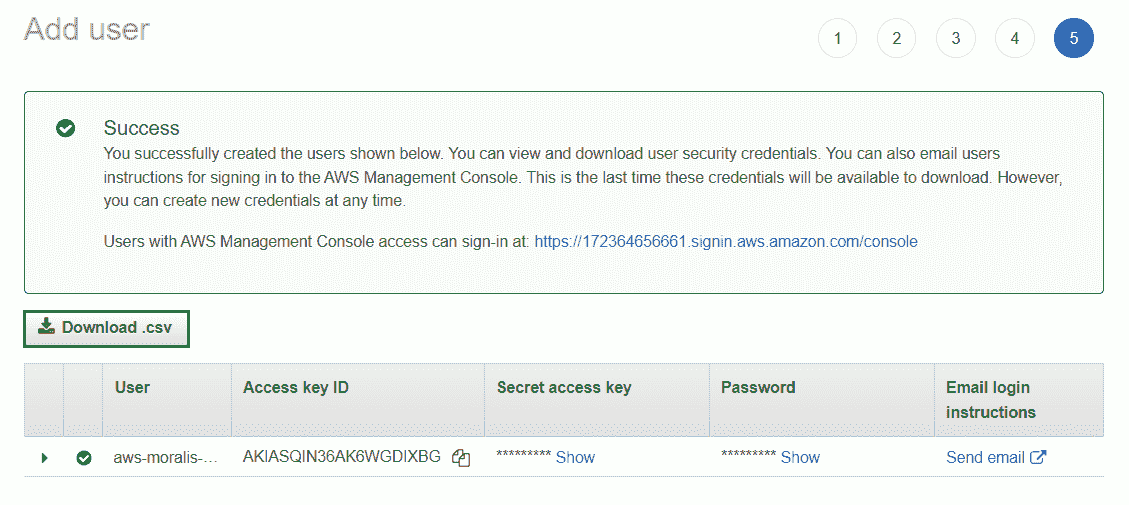 Add user
1 2 3 4 5
Success
You successfully created the users shown below. You can view and download user security credentials. You can also email users
instructions for signing in to the AWS Management Console. This is the last time these credentials will be available to download. However,
you can create new credentials at any time.
Users with AWS Management Console access can sign-in at: https://172364656661.signin.aws.amazon.com/console
Download .csv
User Access key ID Secret access key Password Email login
instructions
aws-moralis-... AKIASQIN36AK6WGDIXBG ********* Show ********* Show Send email